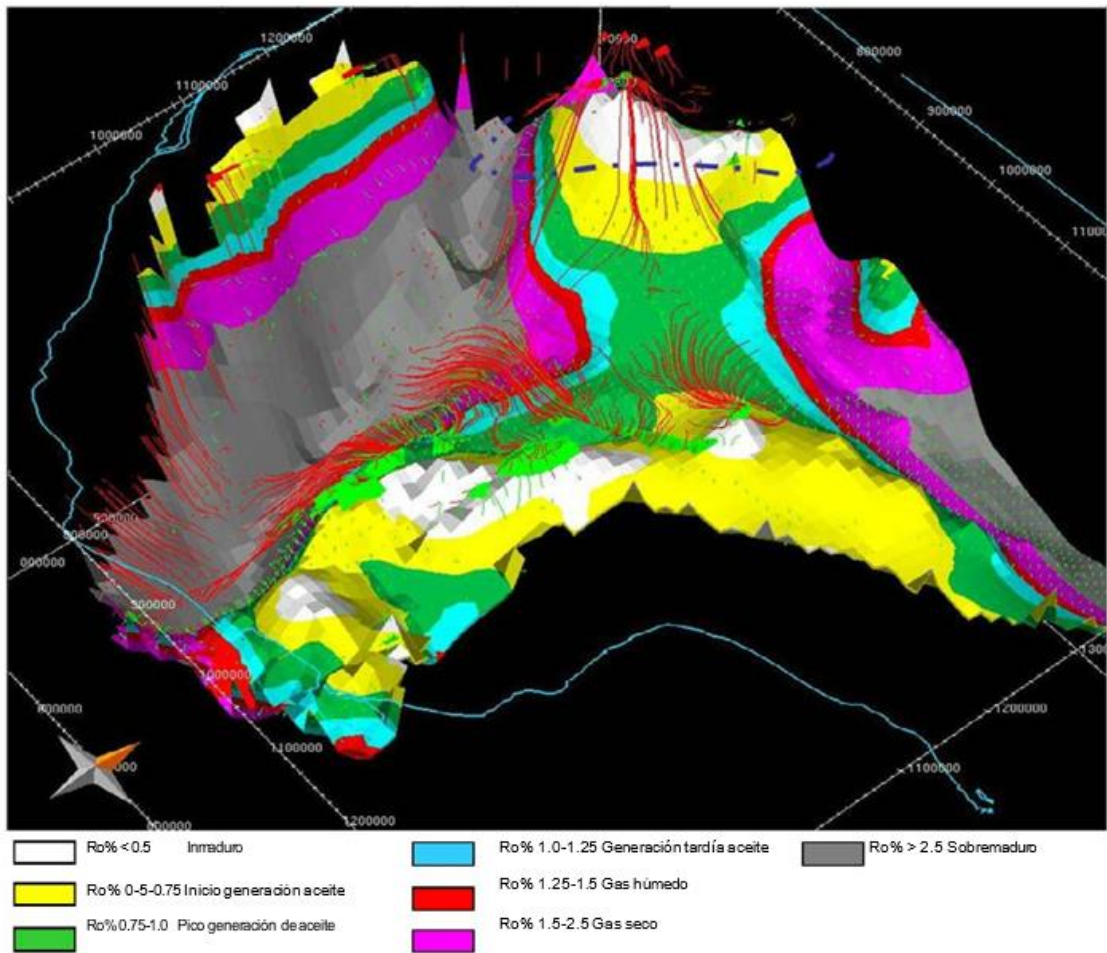 1200000
1100000
1000000
800000
900000
1000000
800000
900000
1000000
1100000
1200000
1200000
1100000
Ro% <0.5 Inmaduro
Ro% 0-5-0.75 Inicio generación aceite
Ro%0.75-1.0 Pico generación de aceite
Ro% 1.0-1.25 Generación tardía aceite
Ro% 1.25-1.5 Gas húmedo
Ro% 1.5-2.5 Gas seco
Ro% > 2.5 Sobremaduro